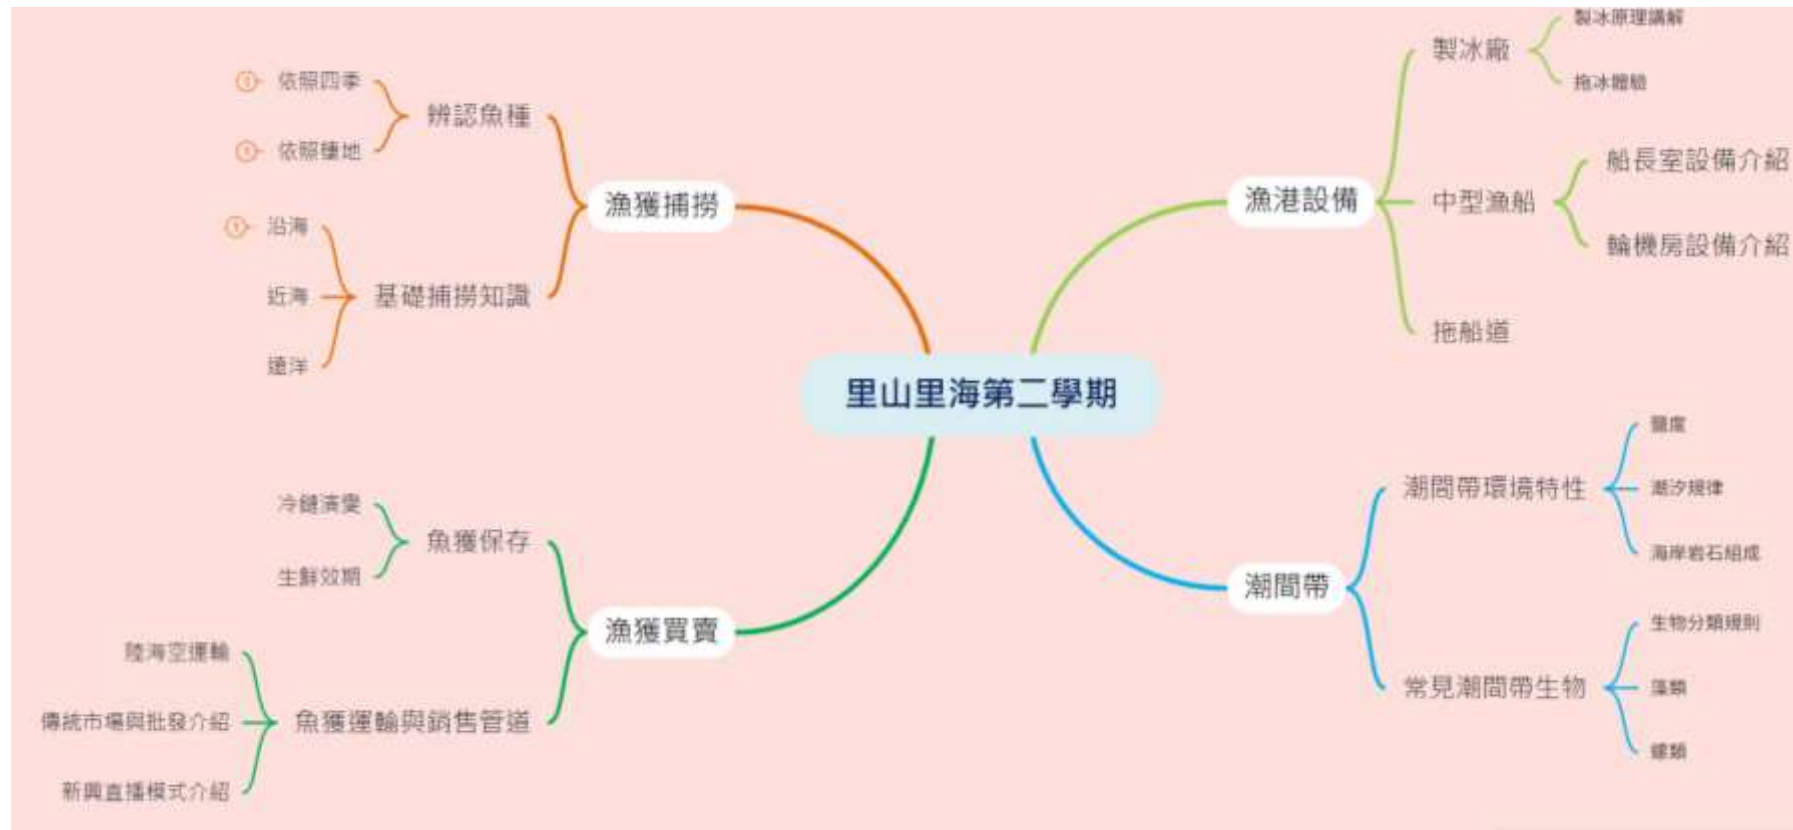 里山里海第二學期
漁獲捕撈
辨認魚種
依照四季
依照棲地
基礎捕撈知識
沿海
近海
遠洋
漁獲買賣
魚獲保存
冷鏈演變
生鮮效期
魚獲運輸與銷售管道
陸海空運輸
傳統市場與批發介紹
新興直播模式介紹
漁港設備
製冰廠
製冰原理講解
拖冰體驗
中型漁船
船長室設備介紹
輪機房設備介紹
拖船道
潮間帶
潮間帶環境特性
鹽度
潮汐規律
海岸岩石組成
常見潮間帶生物
生物分類規則
藻類
螺類